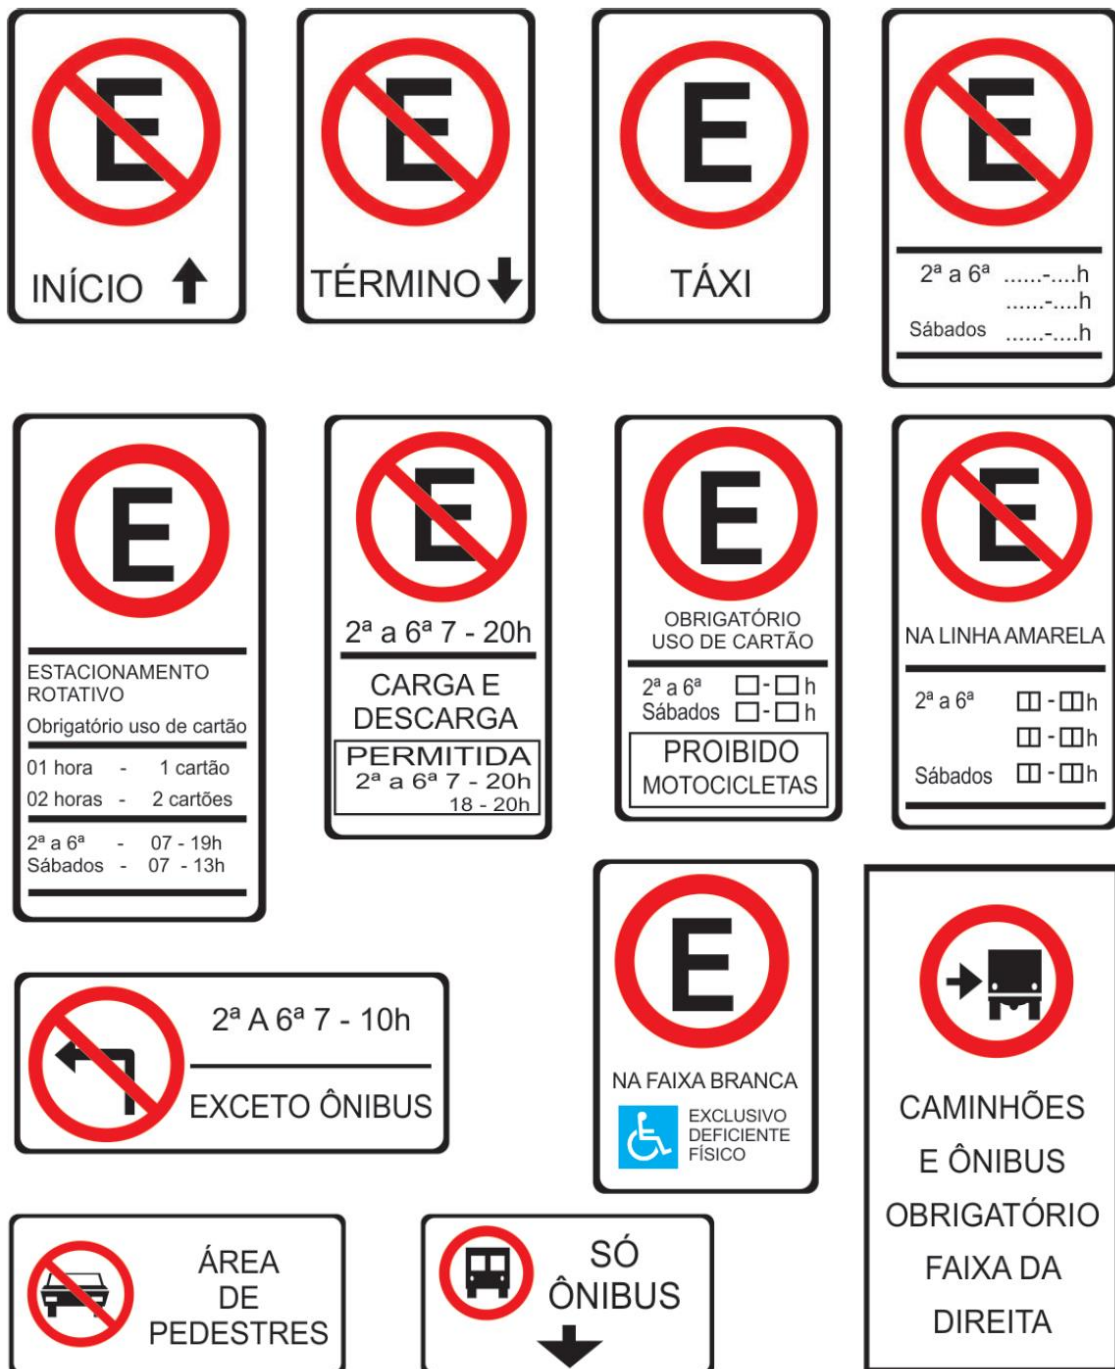 E
INÍCIO
E
TÉRMINO
E
TÁXI
E
2ª a 6ª ......-....h
......-....h
Sábados ......-....h
E
ESTACIONAMENTO
ROTATIVO
Obrigatório uso de cartão
01 hora - 1 cartão
02 horas - 2 cartões
2ª a 6ª - 07 - 19h
Sábados - 07 - 13h
E
2ª a 6ª 7 - 20h
CARGA E
DESCARGA
PERMITIDA
2ª a 6ª 7 - 20h
18 - 20h
E
OBRIGATÓRIO
USO DE CARTÃO
2ª a 6ª - h
Sábados - h
PROIBIDO
MOTOCICLETAS
E
NA LINHA AMARELA
2ª a 6ª - h
- h
Sábados - h
2ª A 6ª 7 - 10h
EXCETO ÔNIBUS
E
NA FAIXA BRANCA
EXCLUSIVO
DEFICIENTE
FÍSICO
CAMINHÕES
E ÔNIBUS
OBRIGATÓRIO
FAIXA DA
DIREITA
ÁREA
DE
PEDESTRES
SÓ
ÔNIBUS